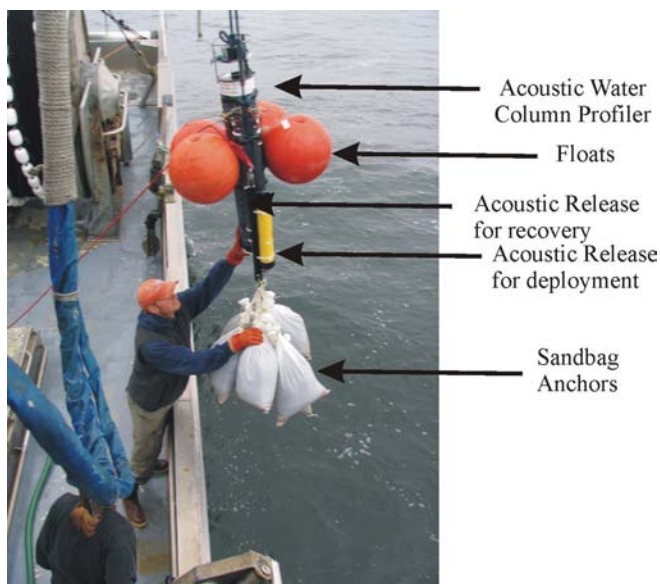 Acoustic Water
Column Profiler
Floats
Acoustic Release
for recovery
Acoustic Release
for deployment
Sandbag
Anchors